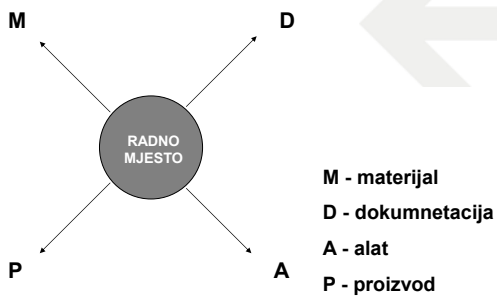 M
D
RADNO
MJESTO
M - materijal
D - dokumnetacija
A - alat
P
A
P - proizvod